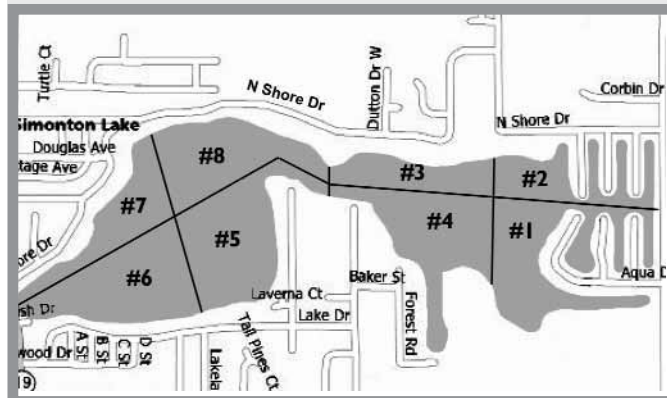 Turtle Ct
N Shore Dr
Dutton Dr W
Corbin Dr
N Shore Dr
Simonton Lake
Douglas Ave
tage Ave
#8
#3
#2
#7
#5
#4
#1
#6
ore Dr
Baker St
Aqua D
sh Dr
Laverna Ct
Lake Dr
Forest Rd
wood Dr
A St
B St
C St
D St
Lakela
Tall Pines Ct
19